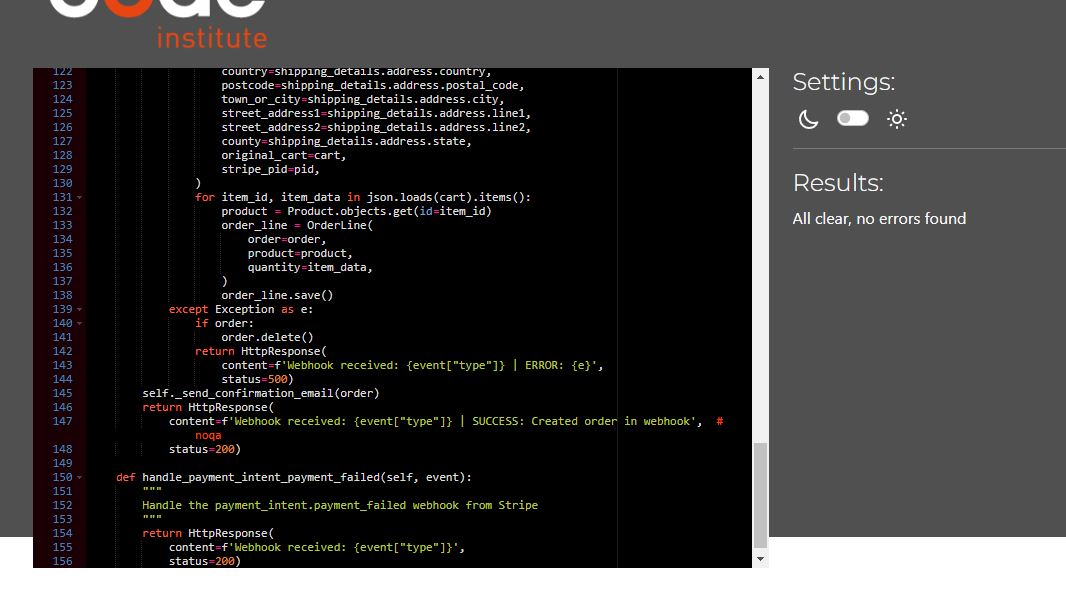 code
institute
122 country=shipping_details.address.country,
123 postcode=shipping_details.address.postal_code,
124 town_or_city=shipping_details.address.city,
125 street_address1=shipping_details.address.line1,
126 street_address2=shipping_details.address.line2,
127 county=shipping_details.address.state,
128 original_cart=cart,
129 stripe_pid=pid,
130 )
131 for item_id, item_data in json.loads(cart).items():
132 product = Product.objects.get(id=item_id)
133 order_line = OrderLine(
134 order=order,
135 product=product,
136 quantity=item_data,
137 )
138 order_line.save()
139 except Exception as e:
140 if order:
141 order.delete()
142 return HttpResponse(
143 content=f'Webhook received: {event["type"]} | ERROR: {e}',
144 status=500)
145 self._send_confirmation_email(order)
146 return HttpResponse(
147 content=f'Webhook received: {event["type"]} | SUCCESS: Created order in webhook',  #
noqa
148 status=200)
149
150 def handle_payment_intent_payment_failed(self, event):
151 """
152 Handle the payment_intent.payment_failed webhook from Stripe
153 """
154 return HttpResponse(
155 content=f'Webhook received: {event["type"]}',
156 status=200)
Settings:
Results:
All clear, no errors found